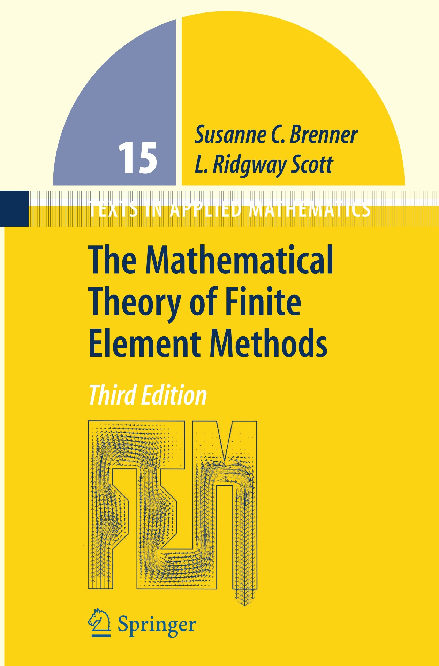 Susanne C. Brenner
15
L. Ridgway Scott
TEXTS IN APPLIED MATHEMATICS
The Mathematical
Theory of Finite
Element Methods
Third Edition
FEM
Springer